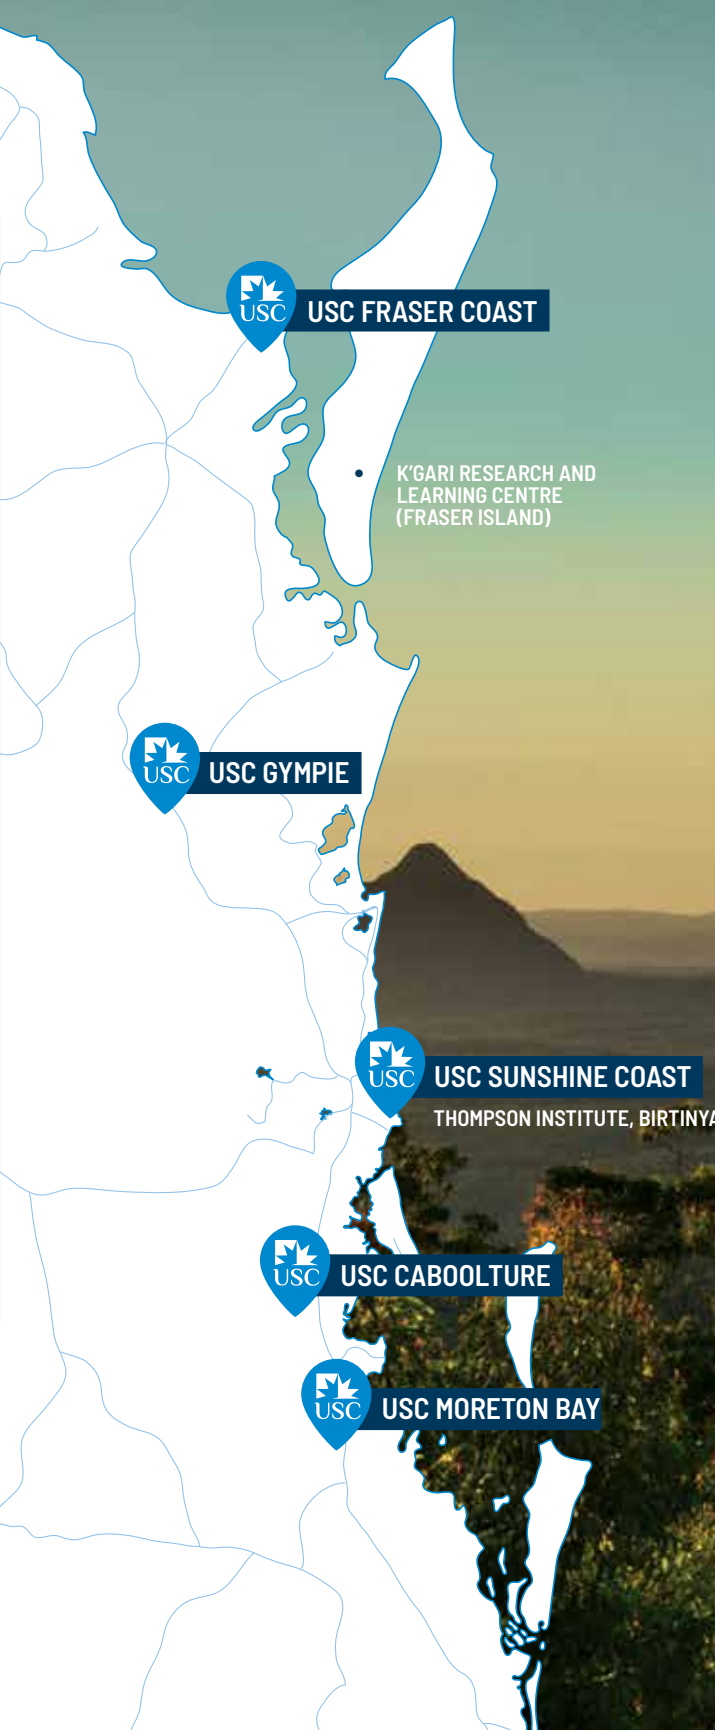 USC
USC FRASER COAST
K'GARI RESEARCH AND
LEARNING CENTRE
(FRASER ISLAND)
USC
USC GYMPIE
USC
USC SUNSHINE COAST
THOMPSON INSTITUTE, BIRTINYA
USC
USC CABOOLTURE
USC
USC MORETON BAY